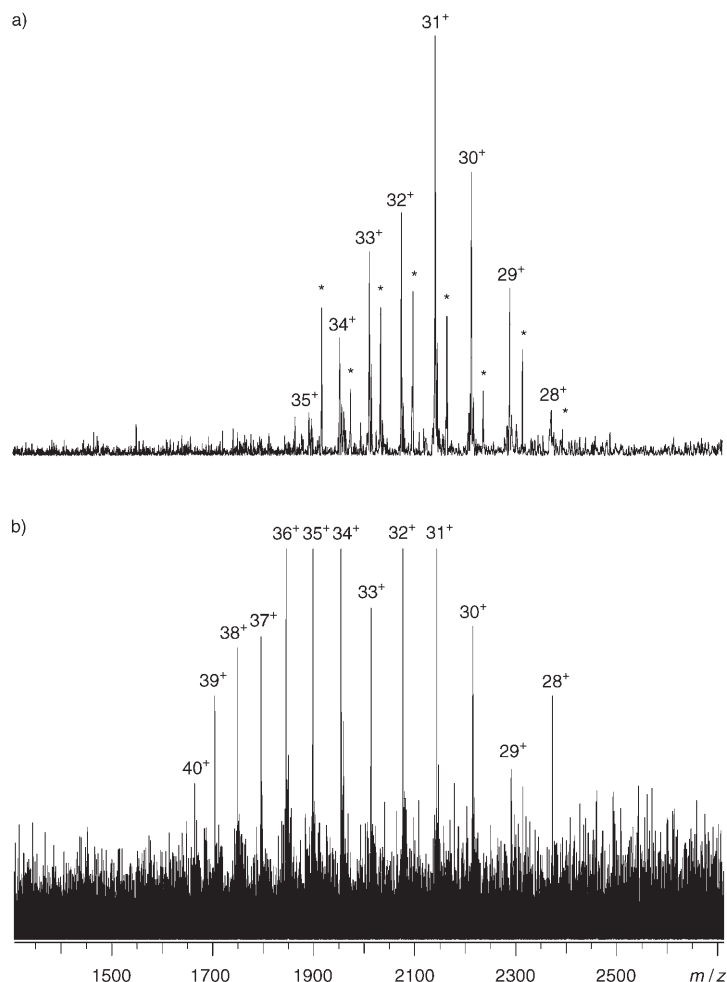 a)
31⁺
30⁺
32⁺
33⁺
29⁺
* * * *
34⁺
*
28⁺
35⁺ * * *
b)
36⁺ 35⁺ 34⁺ 32⁺ 31⁺
33⁺
37⁺ 30⁺
38⁺
39⁺ 28⁺
29⁺
40⁺
1500 1700 1900 2100 2300 2500 m / z